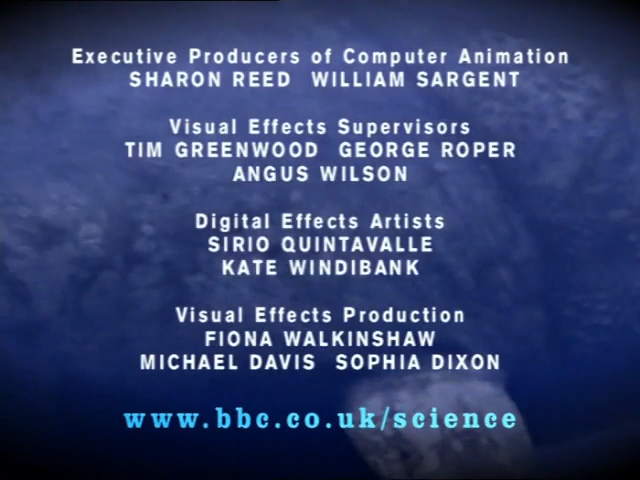 Executive Producers of Computer Animation
SHARON REED WILLIAM SARGENT
Visual Effects Supervisors
TIM GREENWOOD GEORGE ROPER
ANGUS WILSON
Digital Effects Artists
SIRIO QUINTAVALLE
KATE WINDIBANK
Visual Effects Production
FIONA WALKINSHAW
MICHAEL DAVIS SOPHIA DIXON
www.bbc.co.uk/science